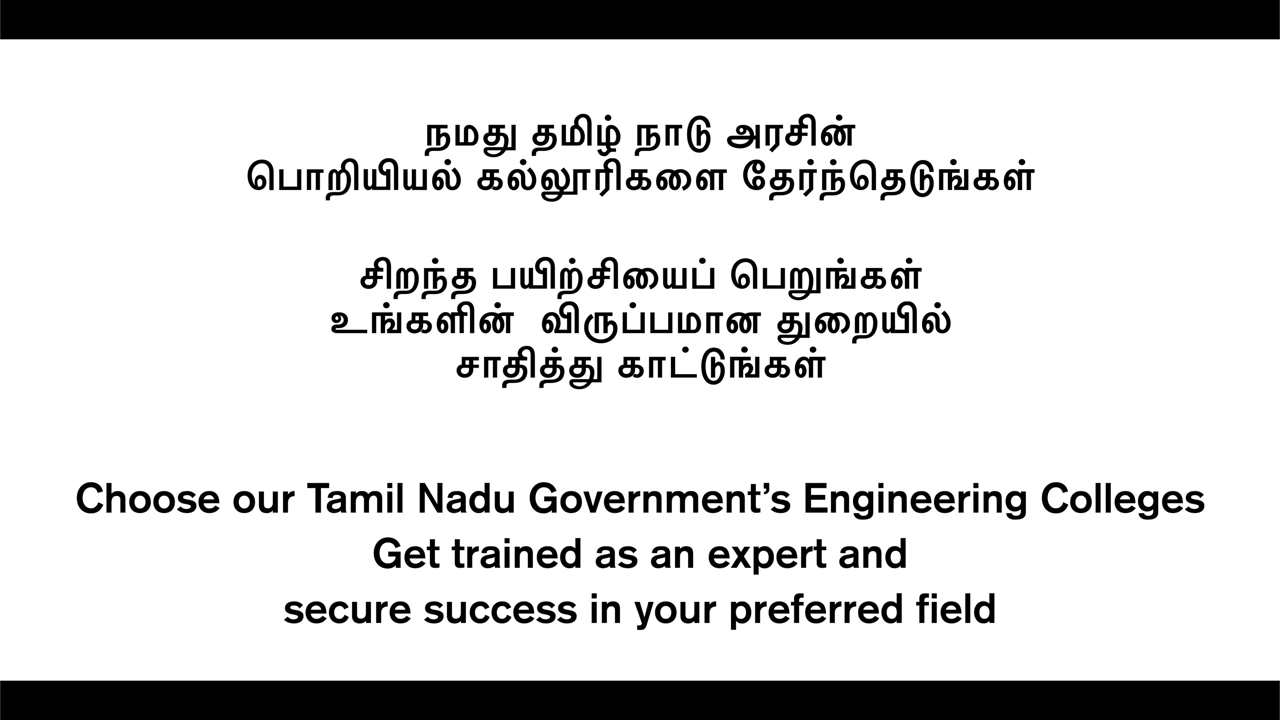 நமது தமிழ் நாடு அரசின்
பொறியியல் கல்லூரிகளை தேர்ந்தெடுங்கள்
சிறந்த பயிற்சியைப் பெறுங்கள்
உங்களின் விருப்பமான துறையில்
சாதித்து காட்டுங்கள்
Choose our Tamil Nadu Government’s Engineering Colleges
Get trained as an expert and
secure success in your preferred field